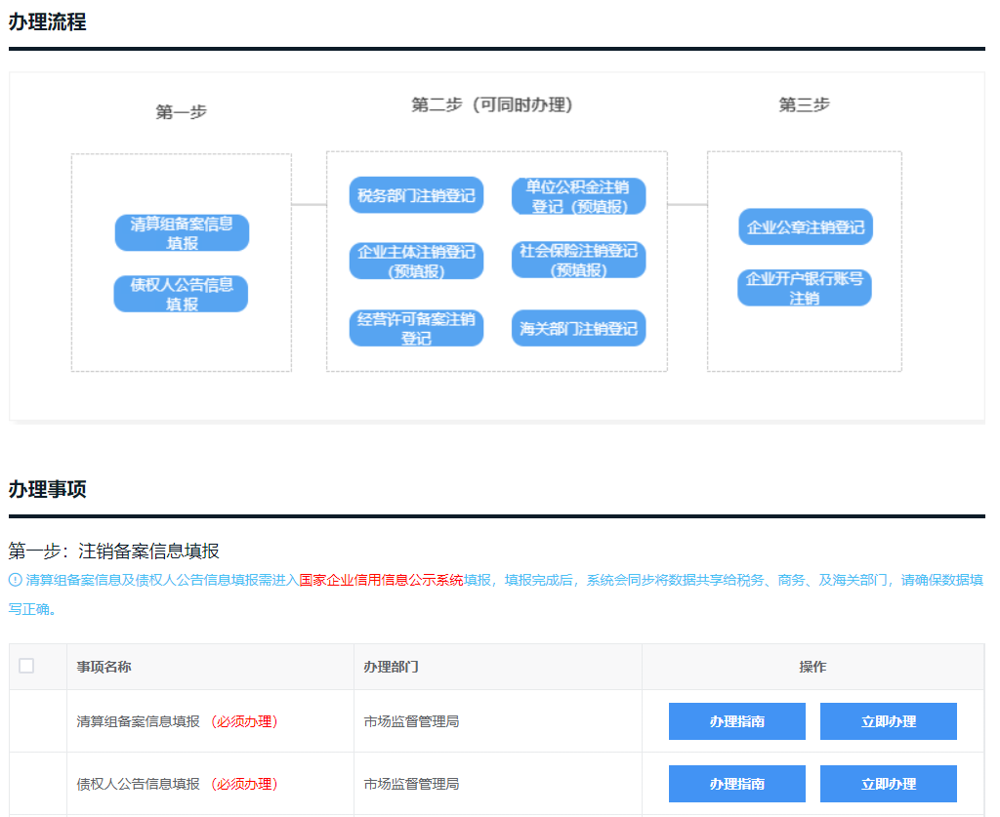 办理流程
第一步
第二步（可同时办理）
第三步
清算组备案信息
填报
债权人公告信息
填报
税务部门注销登记
单位公积金注销
登记（预填报）
企业主体注销登记
（预填报）
社会保险注销登记
（预填报）
经营许可备案注销
登记
海关部门注销登记
企业公章注销登记
企业开户银行账号
注销
办理事项
第一步：注销备案信息填报
清算组备案信息及债权人公告信息填报需进入国家企业信用信息公示系统填报，填报完成后，系统会同步将数据共享给税务、商务、及海关部门，请确保数据填
写正确。
事项名称 办理部门 操作
清算组备案信息填报 （必须办理） 市场监督管理局 办理指南 立即办理
债权人公告信息填报 （必须办理） 市场监督管理局 办理指南 立即办理